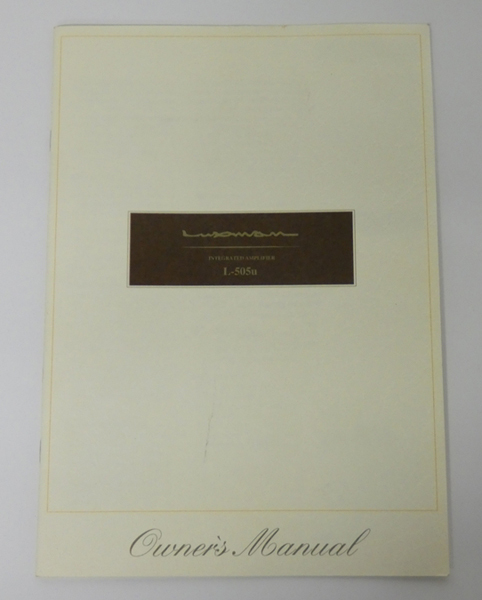 Luxman
INTEGRATED AMPLIFIER
L-505u
Owner's Manual